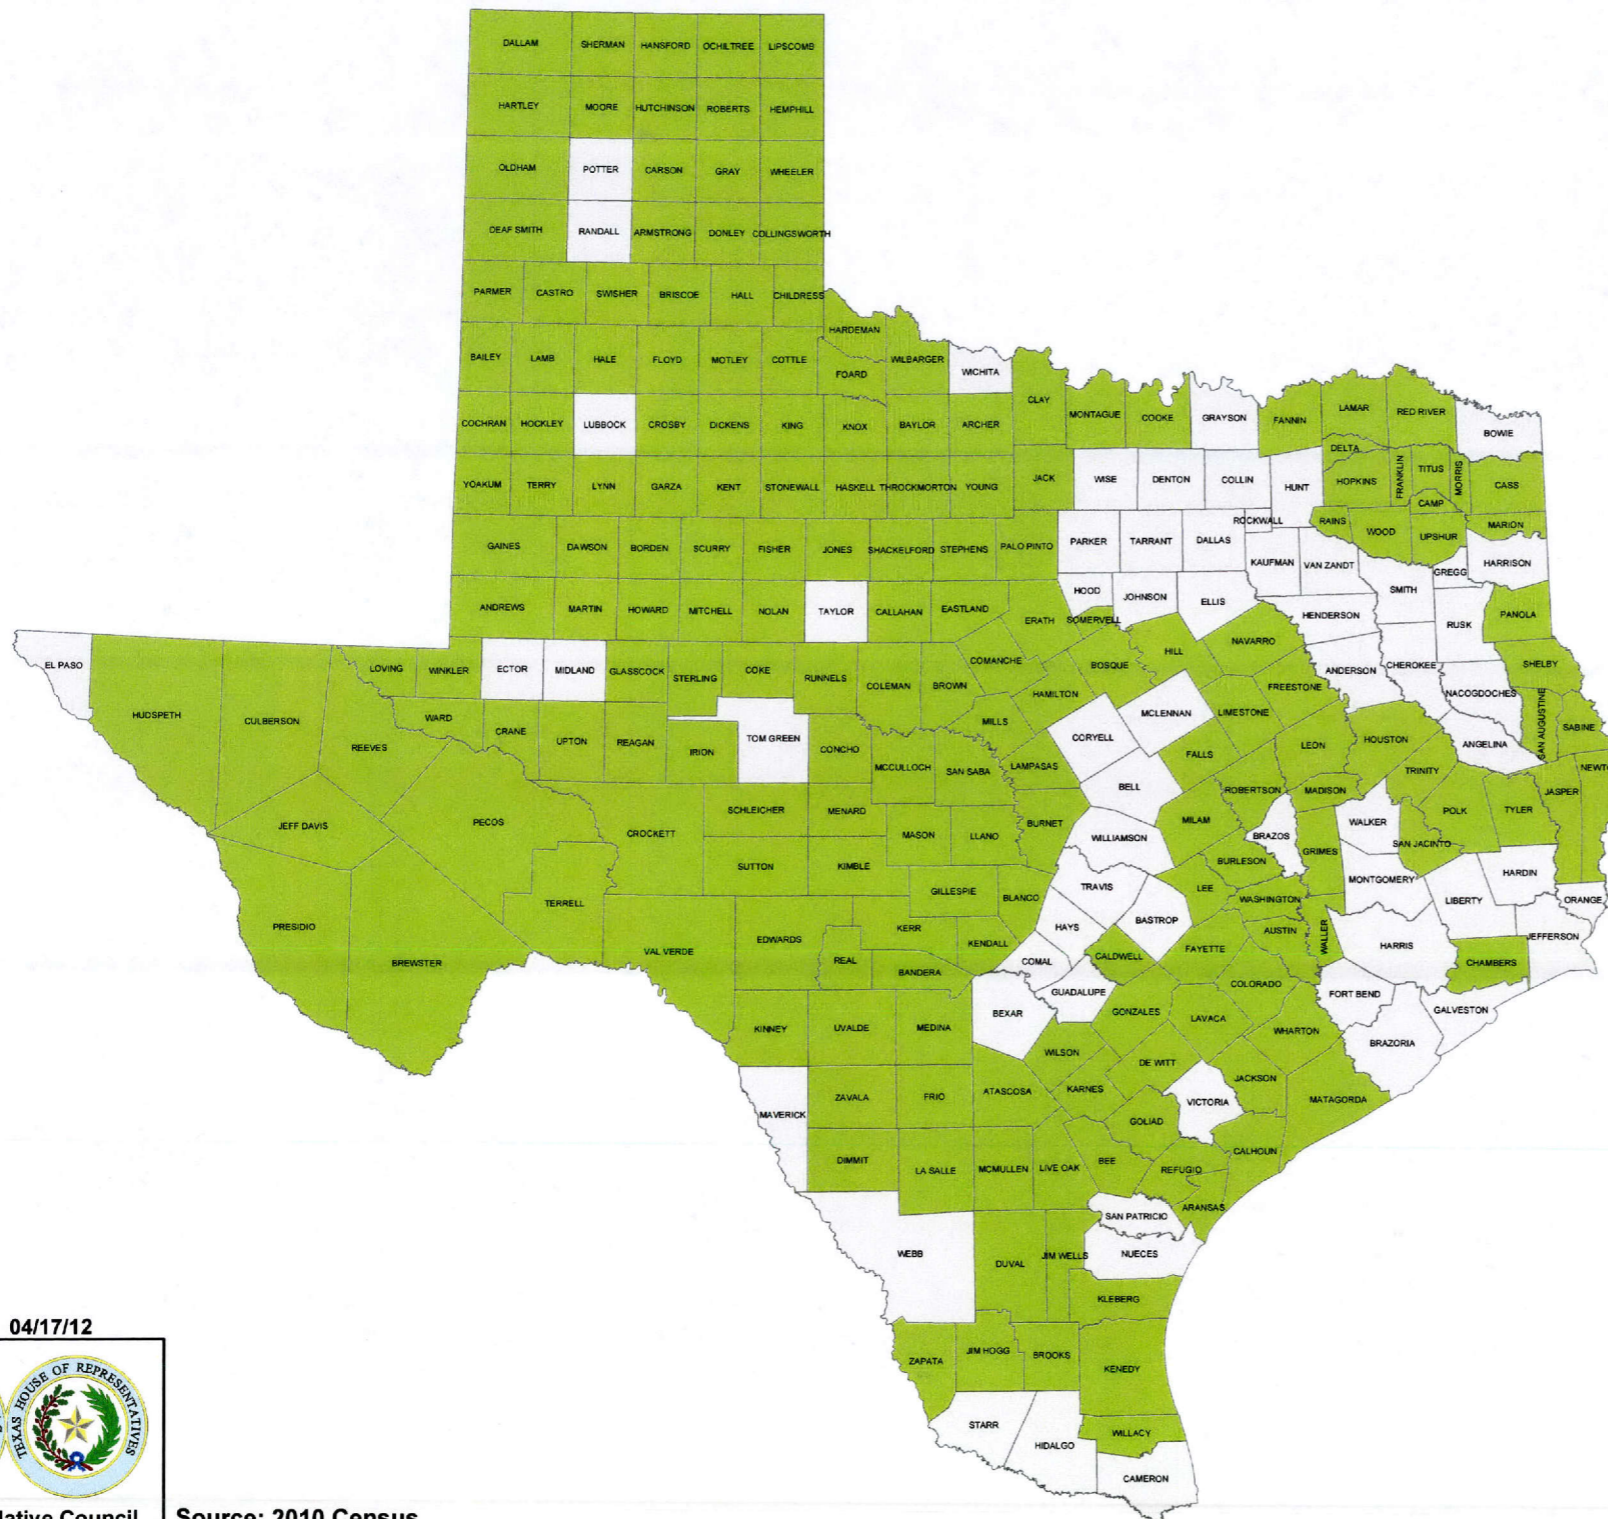 DALLAM SHERMAN HANSFORD OCHILTREE LIPSCOMB
HARTLEY MOORE HUTCHINSON ROBERTS HEMPHILL
OLDHAM POTTER CARSON GRAY WHEELER
DEAF SMITH RANDALL ARMSTRONG DONLEY COLLINGSWORTH
PARMER CASTRO SWISHER BRISCOE HALL CHILDRESS
HARDEMAN
BAILEY LAMB HALE FLOYD MOTLEY COTTLE FOARD WILBARGER WICHITA
CLAY MONTAGUE COOKE GRAYSON FANNIN LAMAR RED RIVER BOWIE
COCHRAN HOCKLEY LUBBOCK CROSBY DICKENS KING KNOX BAYLOR ARCHER
DELTA
YOAKUM TERRY LYNN GARZA KENT STONEWALL HASKELL THROCKMORTON YOUNG JACK WISE DENTON COLLIN HUNT HOPKINS FRANKLIN TITUS MORRIS CASS
CAMP
ROCKWALL RAINS WOOD UPSHUR MARION
GAINES DAWSON BORDEN SCURRY FISHER JONES SHACKELFORD STEPHENS PALO PINTO PARKER TARRANT DALLAS
KAUFMAN VAN ZANDT SMITH GREGG HARRISON
ANDREWS MARTIN HOWARD MITCHELL NOLAN TAYLOR CALLAHAN EASTLAND ERATH HOOD SOMERVELL JOHNSON ELLIS HENDERSON RUSK PANOLA
EL PASO LOVING WINKLER ECTOR MIDLAND GLASSCOCK STERLING COKE RUNNELS COLEMAN BROWN COMANCHE HAMILTON BOSQUE HILL NAVARRO FREESTONE ANDERSON CHEROKEE NACOGDOCHES SHELBY
HUDSPETH CULBERSON REEVES WARD CRANE UPTON REAGAN IRION TOM GREEN CONCHO MCCULLOCH SAN SABA MILLS LAMPASAS CORYELL MCLENNAN LIMESTONE FALLS LEON HOUSTON ANGELINA SAN AUGUSTINE SABINE
JEFF DAVIS PECOS CROCKETT SCHLEICHER MENARD MASON LLANO BURNET BELL MILAM ROBERTSON MADISON TRINITY POLK TYLER JASPER NEWT
SUTTON KIMBLE WILLIAMSON BURLESON BRAZOS GRIMES WALKER SAN JACINTO
PRESIDIO BREWSTER TERRELL VAL VERDE EDWARDS GILLESPIE BLANCO TRAVIS LEE WASHINGTON MONTGOMERY LIBERTY HARDIN ORANGE
REAL KERR KENDALL HAYS BASTROP FAYETTE AUSTIN WALLER HARRIS JEFFERSON
BANDERA COMAL CALDWELL COLORADO FORT BEND CHAMBERS
KINNEY UVALDE MEDINA BEXAR GUADALUPE GONZALES LAVACA WHARTON BRAZORIA GALVESTON
WILSON DE WITT JACKSON MATAGORDA
MAVERICK ZAVALA FRIO ATASCOSA KARNES GOLIAD VICTORIA
DIMMIT LA SALLE MCMULLEN LIVE OAK BEE REFUGIO CALHOUN
ARANSAS
SAN PATRICIO
WEBB DUVAL JIM WELLS NUECES
KLEBERG
ZAPATA JIM HOGG BROOKS KENEDY
STARR HIDALGO WILLACY
CAMERON
04/17/12
TEXAS HOUSE OF REPRESENTATIVES
lative Council
Source: 2010 Census